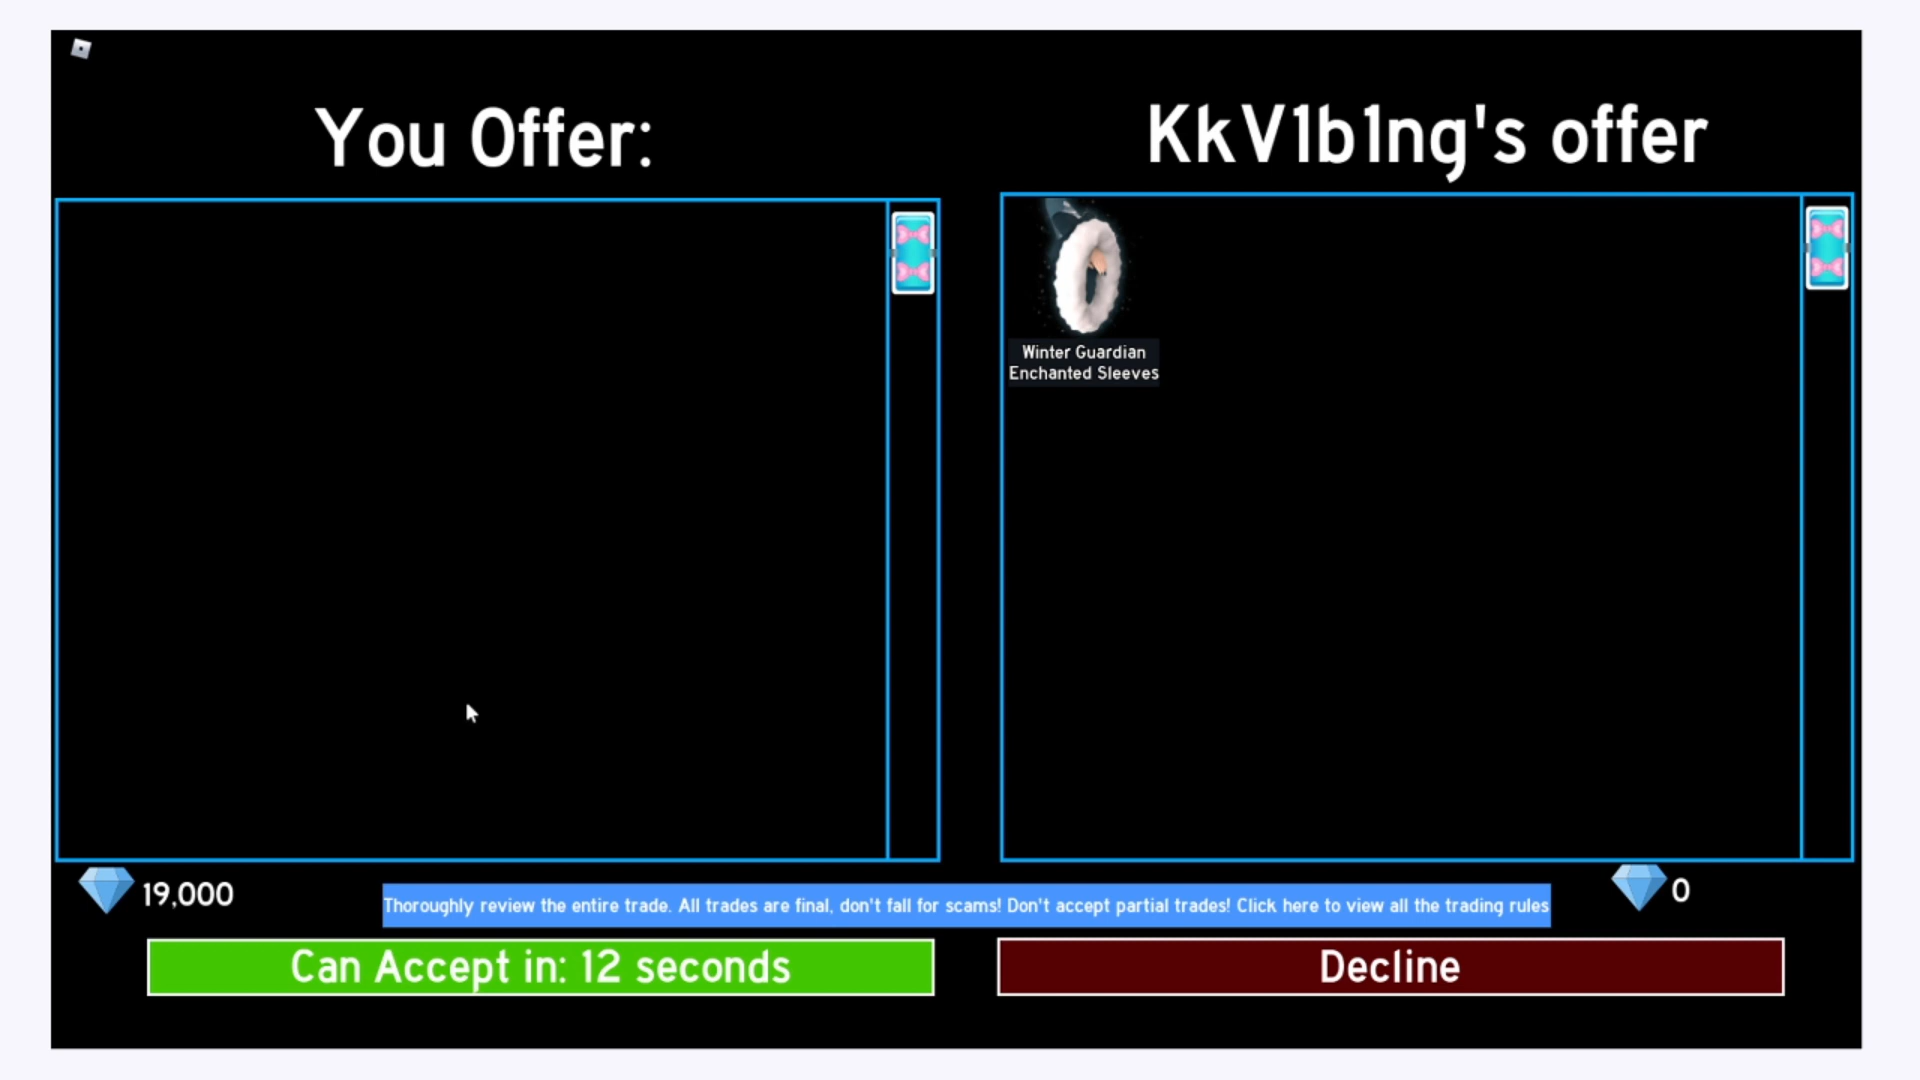 You Offer:
KkV1b1ng's offer
Winter Guardian
Enchanted Sleeves
19,000
Thoroughly review the entire trade. All trades are final, don't fall for scams! Don't accept partial trades! Click here to view all the trading rules
0
Can Accept in: 12 seconds
Decline